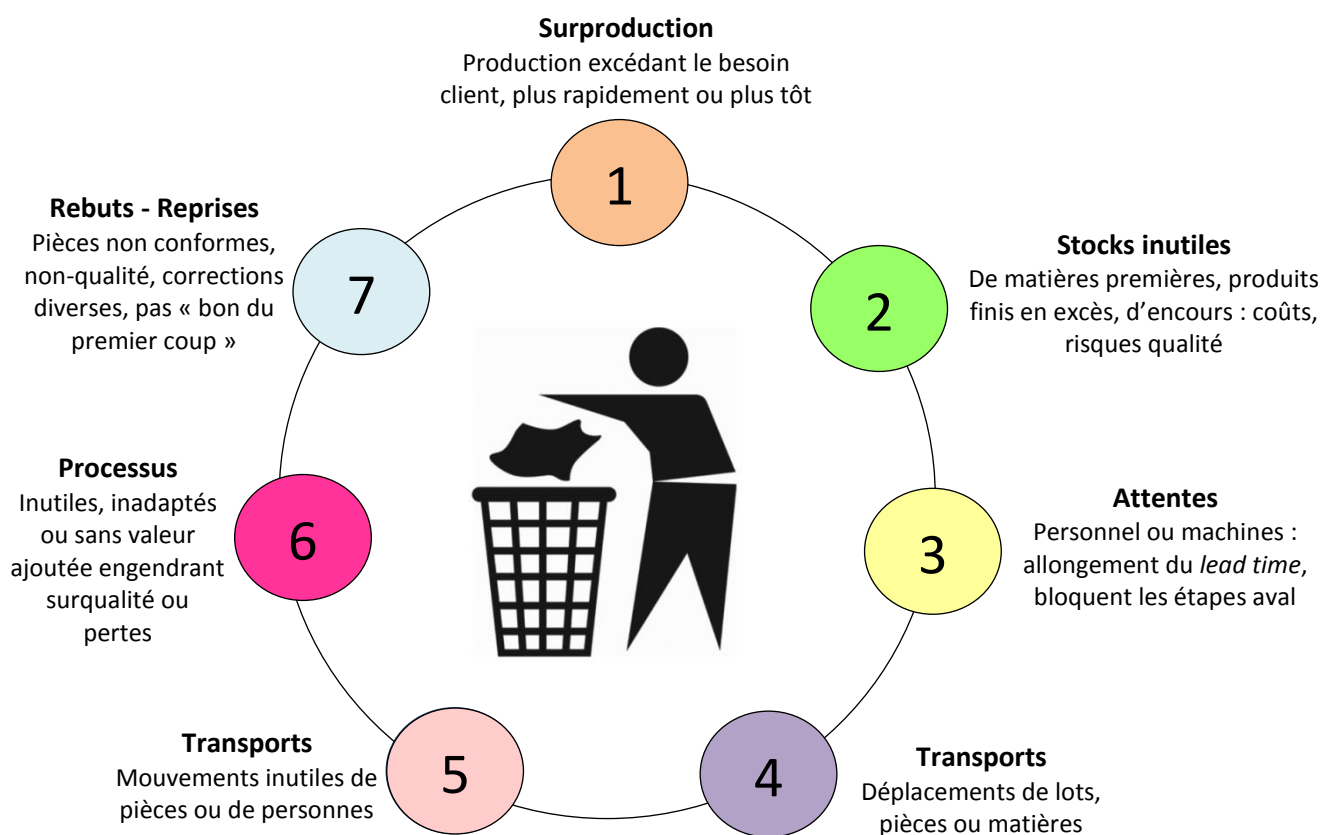 Surproduction
Production excédant le besoin
client, plus rapidement ou plus tôt
1
Stocks inutiles
De matières premières, produits
finis en excès, d’encours : coûts,
risques qualité
2
Attentes
Personnel ou machines :
allongement du lead time,
bloquent les étapes aval
3
Transports
Déplacements de lots,
pièces ou matières
4
Transports
Mouvements inutiles de
pièces ou de personnes
5
Processus
Inutiles, inadaptés
ou sans valeur
ajoutée engendrant
surqualité ou
pertes
6
Rebuts - Reprises
Pièces non conformes,
non-qualité, corrections
diverses, pas « bon du
premier coup »
7